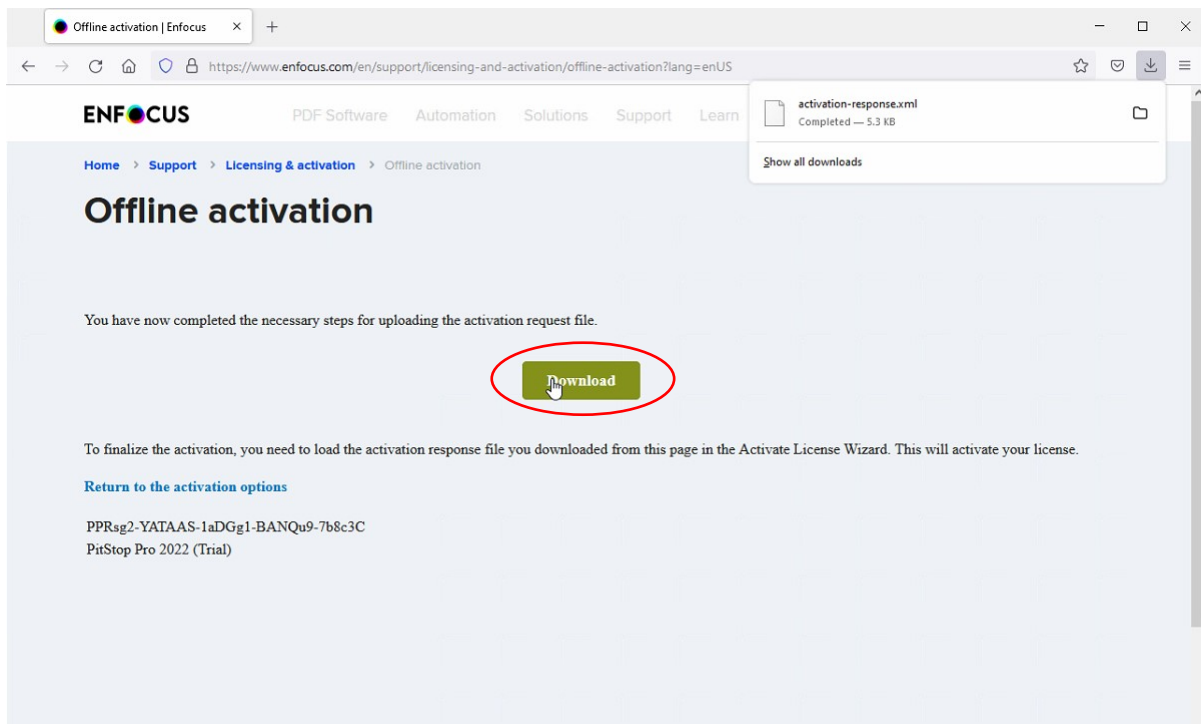 Offline activation | Enfocus
https://www.enfocus.com/en/support/licensing-and-activation/offline-activation?lang=enUS
activation-response.xml
Completed — 5.3 KB
Show all downloads
ENFOCUS
PDF Software Automation Solutions Support Learn
Home > Support > Licensing & activation > Offline activation
Offline activation
You have now completed the necessary steps for uploading the activation request file.
Download
To finalize the activation, you need to load the activation response file you downloaded from this page in the Activate License Wizard. This will activate your license.
Return to the activation options
PPRsg2-YATAAS-1aDGg1-BANQu9-7b8c3C
PitStop Pro 2022 (Trial)